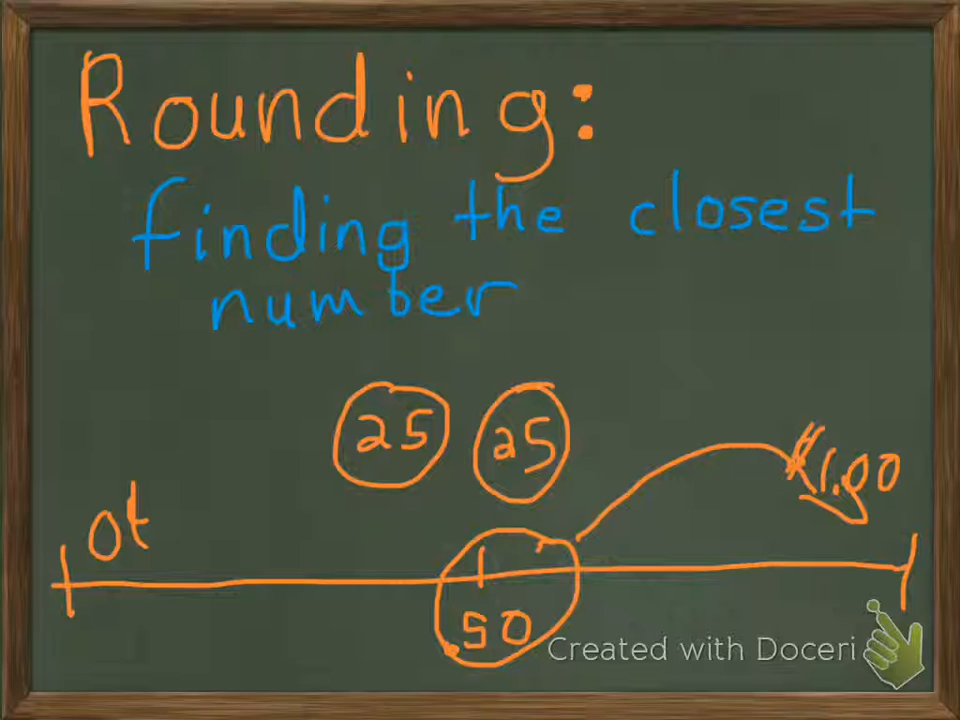 Rounding:
finding the closest
number
25 25
$1.00
0¢
50
Created with Doceri